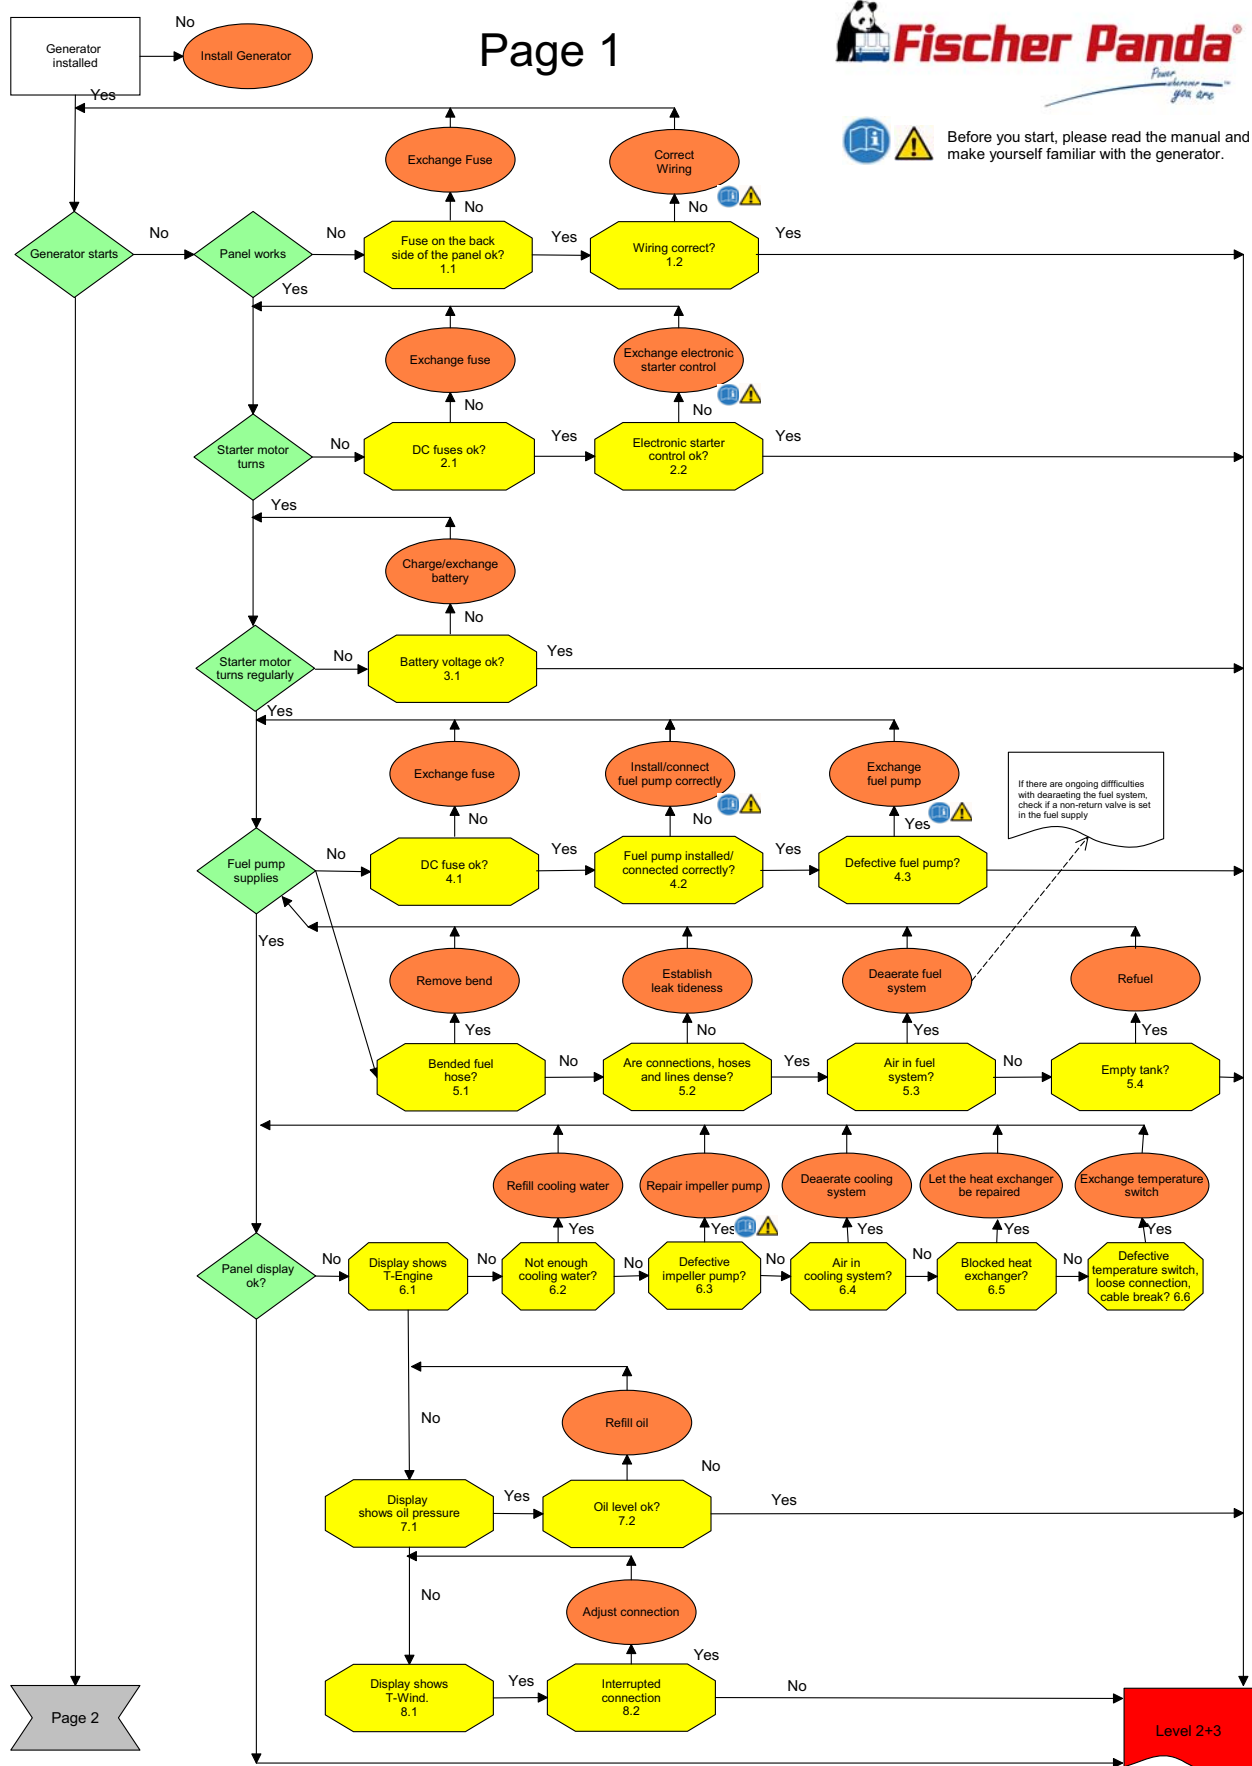 No
Generator
installed
Install Generator
Page 1
Fischer Panda®
Power
wherever
you are
™
Yes
Before you start, please read the manual and
make yourself familiar with the generator.
Exchange Fuse
Correct
Wiring
No
No
Generator starts
No
Panel works
No
Fuse on the back
side of the panel ok?
1.1
Yes
Wiring correct?
1.2
Yes
Yes
Exchange fuse
Exchange electronic
starter control
No
No
Starter motor
turns
No
DC fuses ok?
2.1
Yes
Electronic starter
control ok?
2.2
Yes
Yes
Charge/exchange
battery
No
Starter motor
turns regularly
No
Battery voltage ok?
3.1
Yes
Yes
Exchange fuse
Install/connect
fuel pump correctly
Exchange
fuel pump
If there are ongoing diffficulties
with dearaeting the fuel system,
check if a non-return valve is set
in the fuel supply
No
No
Yes
Fuel pump
supplies
No
DC fuse ok?
4.1
Yes
Fuel pump installed/
connected correctly?
4.2
Yes
Defective fuel pump?
4.3
Yes
Remove bend
Establish
leak tideness
Deaerate fuel
system
Refuel
Yes
No
Yes
Yes
Bended fuel
hose?
5.1
No
Are connections, hoses
and lines dense?
5.2
Yes
Air in fuel
system?
5.3
No
Empty tank?
5.4
Refill cooling water
Repair impeller pump
Deaerate cooling
system
Let the heat exchanger
be repaired
Exchange temperature
switch
Yes
Yes
Yes
Yes
Yes
Panel display
ok?
No
Display shows
T-Engine
6.1
No
Not enough
cooling water?
6.2
No
Defective
impeller pump?
6.3
No
Air in
cooling system?
6.4
No
Blocked heat
exchanger?
6.5
No
Defective
temperature switch,
loose connection,
cable break? 6.6
No
Refill oil
No
Display
shows oil pressure
7.1
Yes
Oil level ok?
7.2
Yes
No
Adjust connection
Yes
Display shows
T-Wind.
8.1
Yes
Interrupted
connection
8.2
No
Page 2
Level 2+3